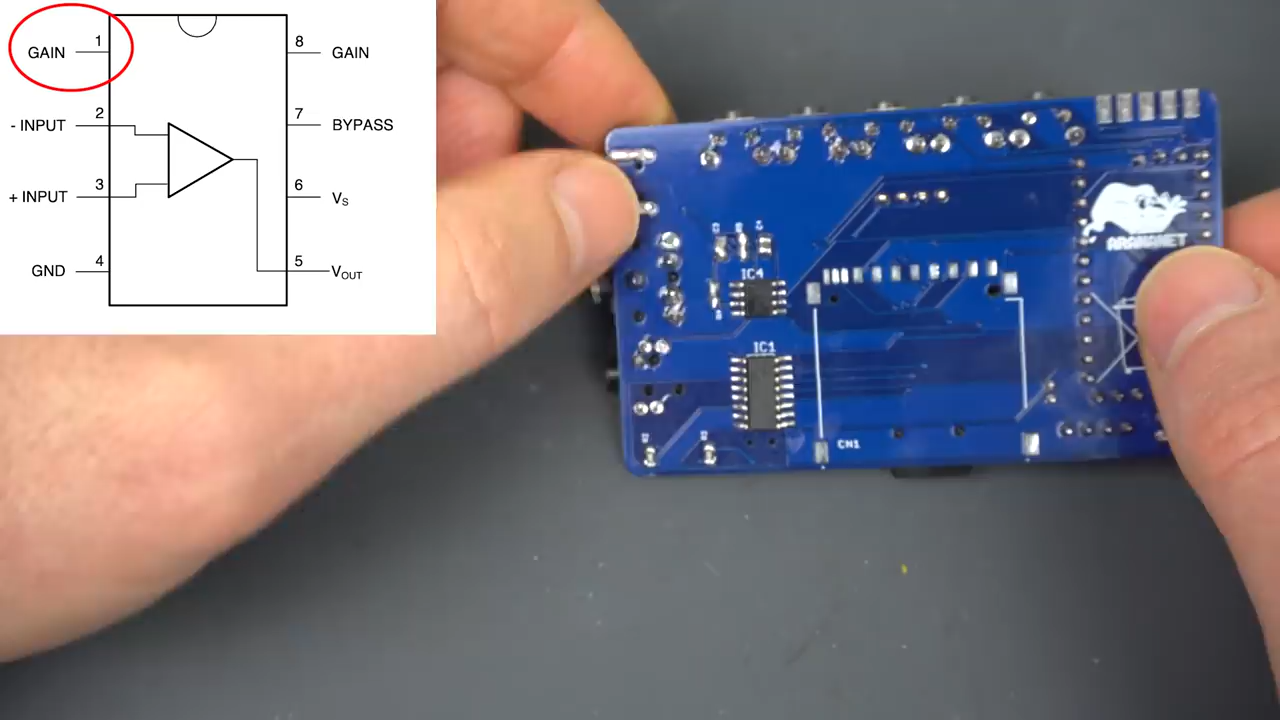 GAIN 1
8 GAIN
- INPUT 2
7 BYPASS
+ INPUT 3
6 VS
GND 4
5 VOUT
ARANANET
IC4
IC1
CN1